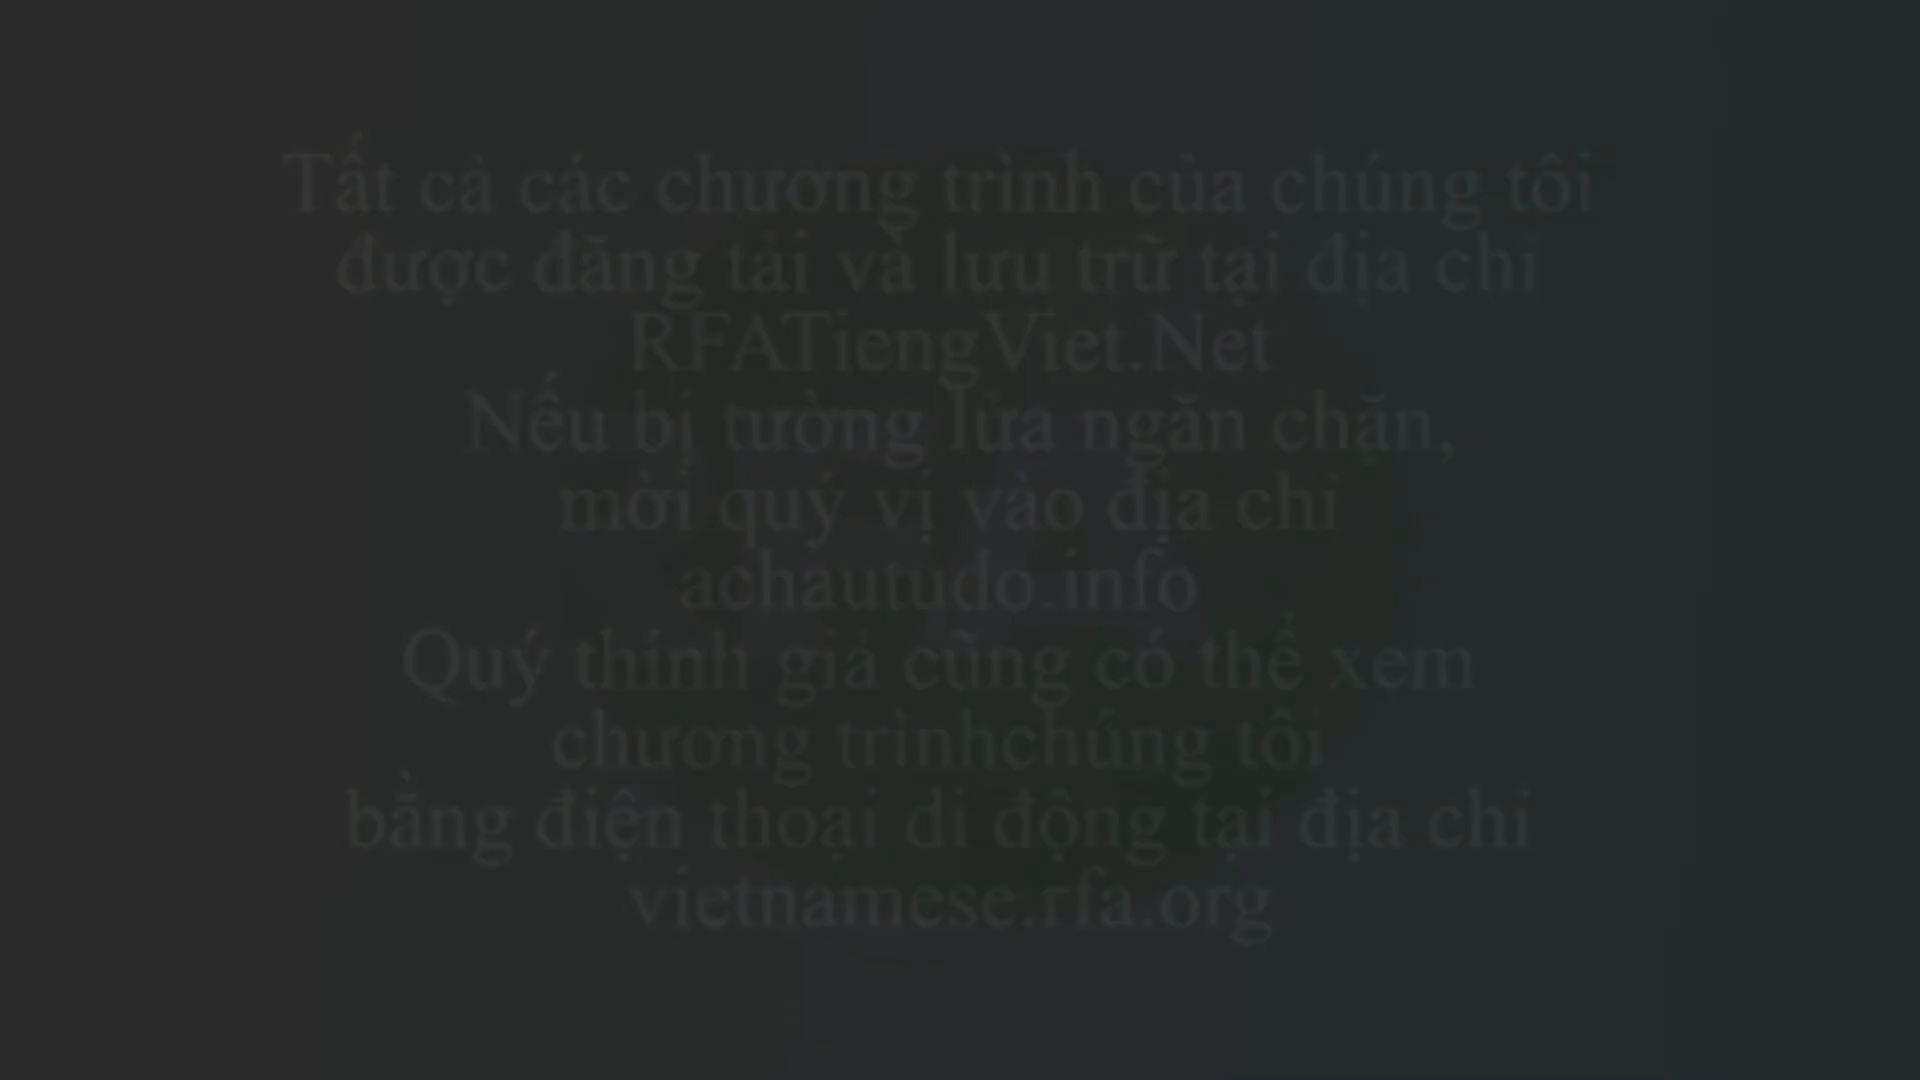 Tất cả các chương trình của chúng tôi
được đăng tải và lưu trữ tại địa chỉ
RFATiengViet.Net
Nếu bị tường lửa ngăn chặn,
mời quý vị vào địa chỉ
achautudo.info
Quý thính giả cũng có thể xem
chương trìnhchúng tôi
bằng điện thoại di động tại địa chỉ
vietnamese.rfa.org